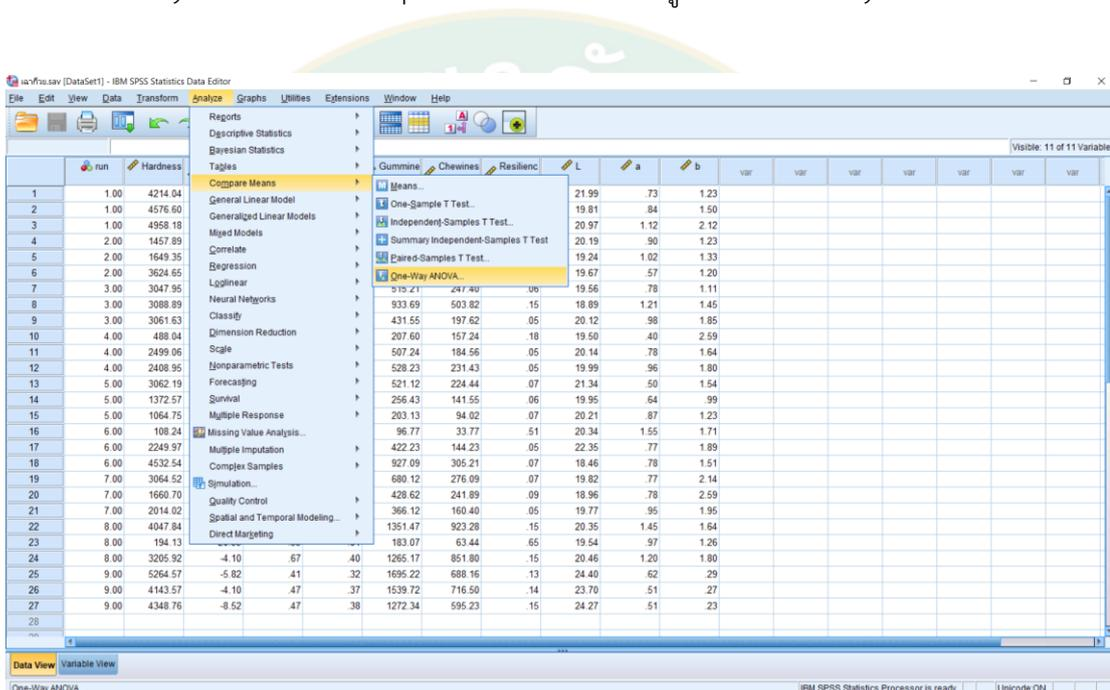 เฉาก๊วย.sav [DataSet1] - IBM SPSS Statistics Data Editor
File Edit View Data Transform Analyze Graphs Utilities Extensions Window Help
Visible: 11 of 11 Variable
run Hardness Gummine Chewines Resilienc L a b var var var var var var var
Reports
Descriptive Statistics
Bayesian Statistics
Tables
Compare Means
General Linear Model
Generalized Linear Models
Mixed Models
Correlate
Regression
Loglinear
Neural Networks
Classify
Dimension Reduction
Scale
Nonparametric Tests
Forecasting
Survival
Multiple Response
Missing Value Analysis...
Multiple Imputation
Complex Samples
Simulation...
Quality Control
Spatial and Temporal Modeling...
Direct Marketing
Means...
One-Sample T Test...
Independent-Samples T Test...
Summary Independent-Samples T Test
Paired-Samples T Test...
One-Way ANOVA...
1 1.00 4214.04 21.99 .73 1.23
2 1.00 4576.60 19.81 .84 1.50
3 1.00 4958.18 20.97 1.12 2.12
4 2.00 1457.89 20.19 .90 1.23
5 2.00 1649.35 19.24 1.02 1.33
6 2.00 3624.65 19.67 .57 1.20
7 3.00 3047.95 515.21 247.40 .06 19.56 .78 1.11
8 3.00 3088.89 933.69 503.82 .15 18.89 1.21 1.45
9 3.00 3061.63 431.55 197.62 .05 20.12 .98 1.85
10 4.00 488.04 207.60 157.24 .18 19.50 .40 2.59
11 4.00 2499.06 507.24 184.56 .05 20.14 .78 1.64
12 4.00 2408.95 528.23 231.43 .05 19.99 .96 1.80
13 5.00 3062.19 521.12 224.44 .07 21.34 .50 1.54
14 5.00 1372.57 256.43 141.55 .06 19.95 .64 .99
15 5.00 1064.75 203.13 94.02 .07 20.21 .87 1.23
16 6.00 108.24 96.77 33.77 .51 20.34 1.55 1.71
17 6.00 2249.97 422.23 144.23 .05 22.35 .77 1.89
18 6.00 4532.54 927.09 305.21 .07 18.46 .78 1.51
19 7.00 3064.52 680.12 276.09 .07 19.82 .77 2.14
20 7.00 1660.70 428.62 241.89 .09 18.96 .78 2.59
21 7.00 2014.02 366.12 160.40 .05 19.77 .95 1.95
22 8.00 4047.84 1351.47 923.28 .15 20.35 1.45 1.64
23 8.00 194.13 183.07 63.44 .65 19.54 .97 1.26
24 8.00 3205.92 -4.10 .67 .40 1265.17 851.80 .15 20.46 1.20 1.80
25 9.00 5264.57 -5.82 .41 .32 1695.22 688.16 .13 24.40 .62 .29
26 9.00 4143.57 -4.10 .47 .37 1539.72 716.50 .14 23.70 .51 .27
27 9.00 4348.76 -8.52 .47 .38 1272.34 595.23 .15 24.27 .51 .23
28
Data View Variable View
One-Way ANOVA... IBM SPSS Statistics Processor is ready Unicode:ON